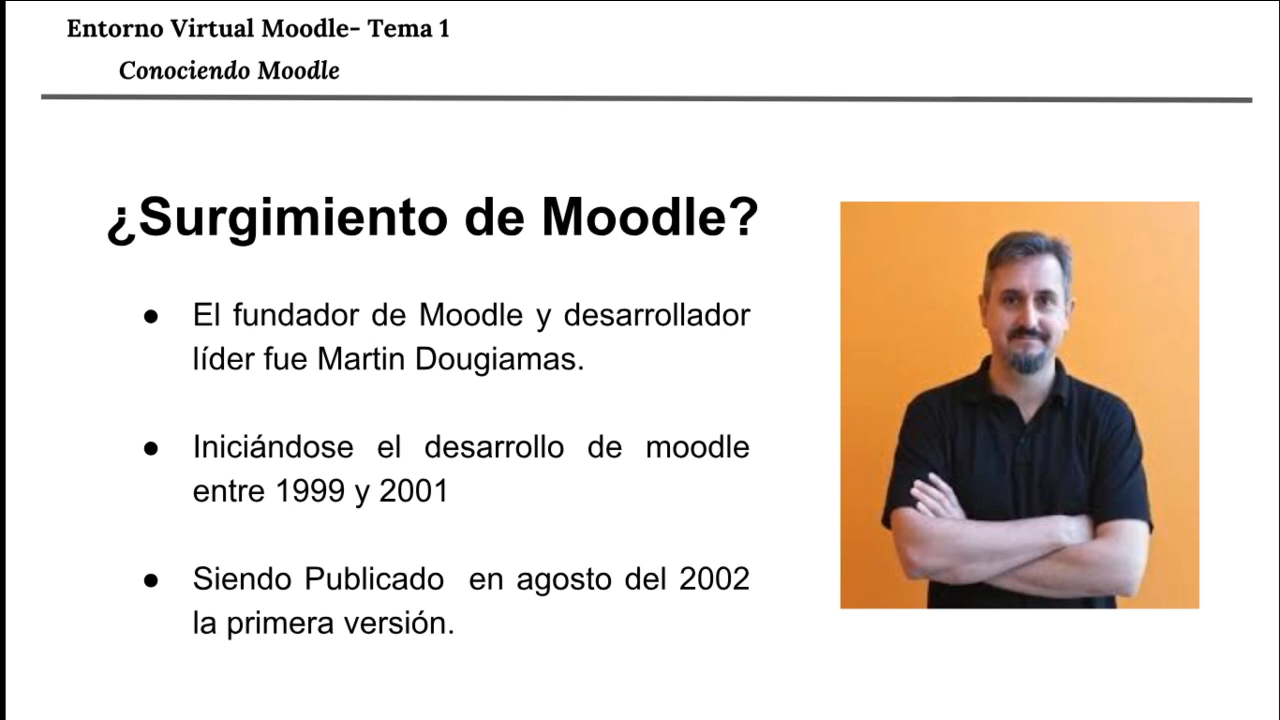 Entorno Virtual Moodle- Tema 1
Conociendo Moodle
¿Surgimiento de Moodle?
● El fundador de Moodle y desarrollador
líder fue Martin Dougiamas.
● Iniciándose el desarrollo de moodle
entre 1999 y 2001
● Siendo Publicado en agosto del 2002
la primera versión.